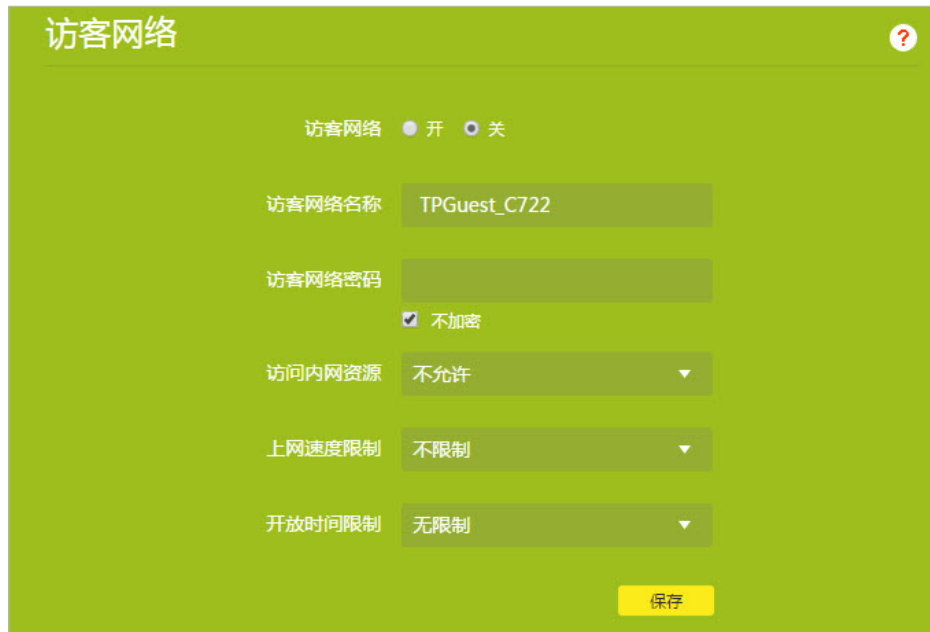 访客网络
?
访客网络 开 关
访客网络名称 TPGuest_C722
访客网络密码
不加密
访问内网资源 不允许
上网速度限制 不限制
开放时间限制 无限制
保存